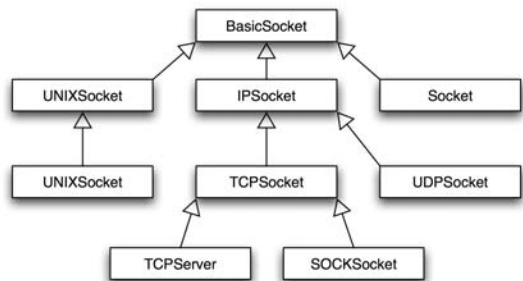 BasicSocket
UNIXSocket
IPSocket
Socket
UNIXSocket
TCPSocket
UDPSocket
TCPServer
SOCKSocket